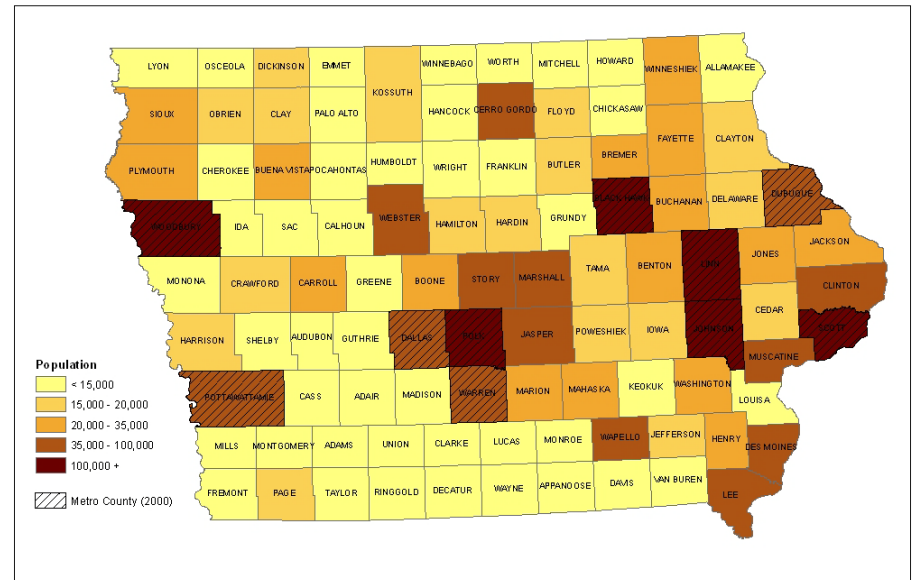 LYON OSCEOLA DICKINSON EMMET WINNEBAGO WORTH MITCHELL HOWARD WINNESHIEK ALLAMAKEE
KOSSUTH
SIOUX OBRIEN CLAY PALO ALTO HANCOCK CERRO GORDO FLOYD CHICKASAW
FAYETTE CLAYTON
PLYMOUTH CHEROKEE BUENA VISTA POCAHONTAS HUMBOLDT WRIGHT FRANKLIN BUTLER BREMER
WOODBURY IDA SAC CALHOUN WEBSTER HAMILTON HARDIN GRUNDY BLACK HAWK BUCHANAN DELAWARE DUBUQUE
MONONA CRAWFORD CARROLL GREENE BOONE STORY MARSHALL TAMA BENTON LINN JONES JACKSON
CLINTON
HARRISON SHELBY AUDUBON GUTHRIE DALLAS POLK JASPER POWESHIEK IOWA JOHNSON CEDAR SCOTT
MUSCATINE
POTTAWATTAMIE CASS ADAIR MADISON WARREN MARION MAHASKA KEOKUK WASHINGTON LOUISA
MILLS MONTGOMERY ADAMS UNION CLARKE LUCAS MONROE WAPELLO JEFFERSON HENRY DES MOINES
FREMONT PAGE TAYLOR RINGGOLD DECATUR WAYNE APPANOOSE DAVIS VAN BUREN LEE
Population
< 15,000
15,000 - 20,000
20,000 - 35,000
35,000 - 100,000
100,000 +
Metro County (2000)